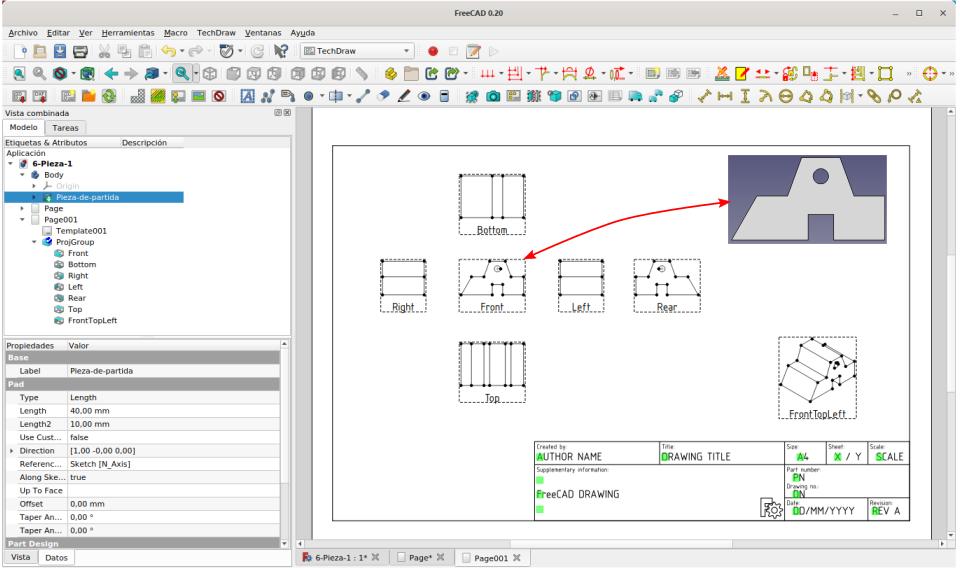 FreeCAD 0.20
Archivo Editar Ver Herramientas Macro TechDraw Ventanas Ayuda
TechDraw
Vista combinada
Modelo Tareas
Etiquetas & Atributos Descripción
Aplicación
6-Pieza-1
Body
Origin
Pieza-de-partida
Page
Page001
Template001
ProjGroup
Front
Bottom
Right
Left
Rear
Top
FrontTopLeft
Propiedades Valor
Base
Label Pieza-de-partida
Pad
Type Length
Length 40,00 mm
Length2 10,00 mm
Use Cust... false
Direction [1,00 -0,00 0,00]
Referenc... Sketch [N_Axis]
Along Ske... true
Up To Face
Offset 0,00 mm
Taper An... 0,00 °
Taper An... 0,00 °
Part Design
Vista Datos
Bottom
Right Front Left Rear
Top
FrontTopLeft
Created by: Title: Size: Sheet: Scale:
AUTHOR NAME DRAWING TITLE A4 X / Y SCALE
Supplementary information: Part number:
PN
Drawing no.:
FreeCAD DRAWING DN
Date: Revision:
DD/MM/YYYY REV A
6-Pieza-1 : 1* Page* Page001